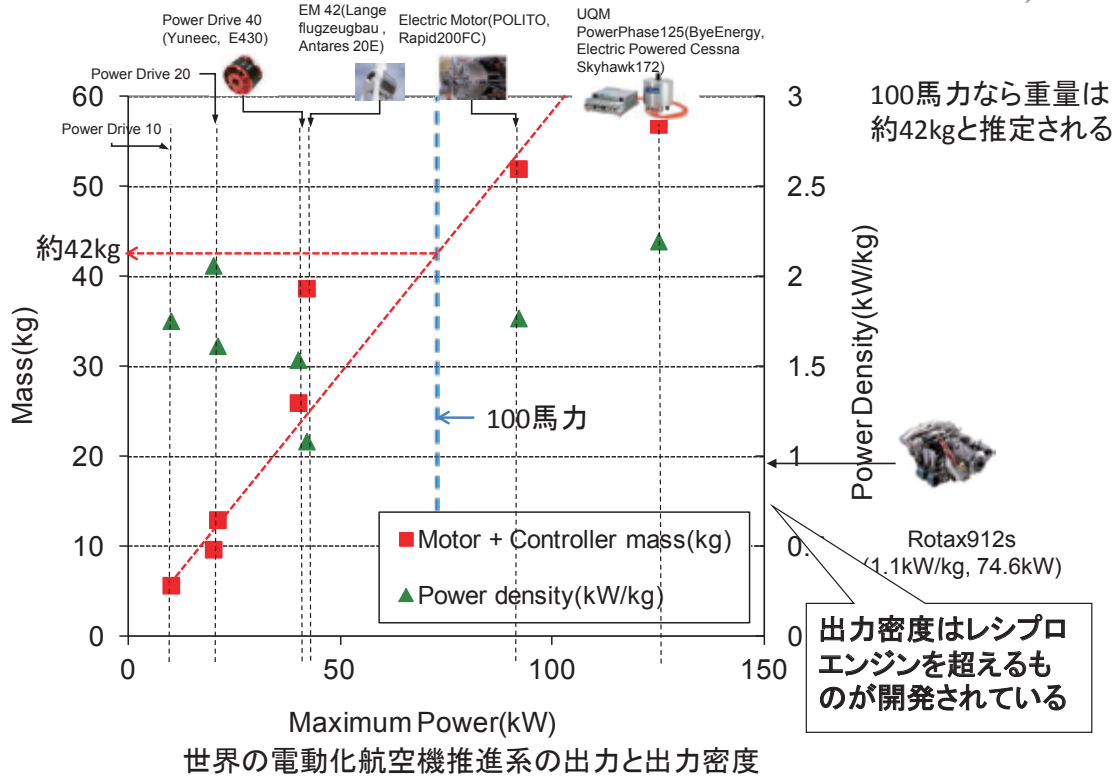 Power Drive 40
(Yuneec, E430)
EM 42(Lange
flugzeugbau ,
Antares 20E)
Electric Motor(POLITO,
Rapid200FC)
UQM
PowerPhase125(ByeEnergy,
Electric Powered Cessna
Skyhawk172)
Power Drive 20
Power Drive 10
100馬力なら重量は
約42kgと推定される
60
50
40
30
20
10
0
約42kg
Mass(kg)
3
2.5
2
1.5
1
0
Power Density(kW/kg)
100馬力
Motor + Controller mass(kg)
Power density(kW/kg)
Rotax912s
(1.1kW/kg, 74.6kW)
出力密度はレシプロ
エンジンを超えるも
のが開発されている
0
50
100
150
Maximum Power(kW)
世界の電動化航空機推進系の出力と出力密度